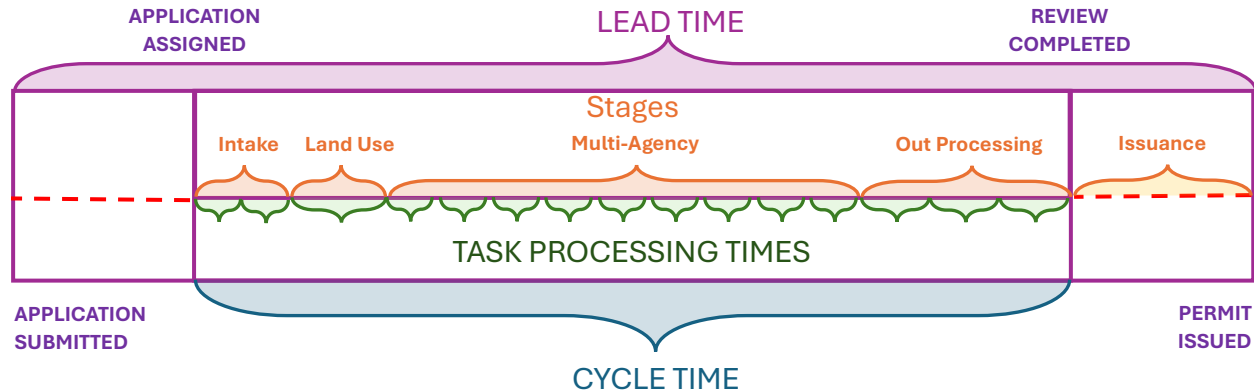 APPLICATION
ASSIGNED
LEAD TIME
REVIEW
COMPLETED
Stages
Intake
Land Use
Multi-Agency
Out Processing
Issuance
TASK PROCESSING TIMES
APPLICATION
SUBMITTED
PERMIT
ISSUED
CYCLE TIME